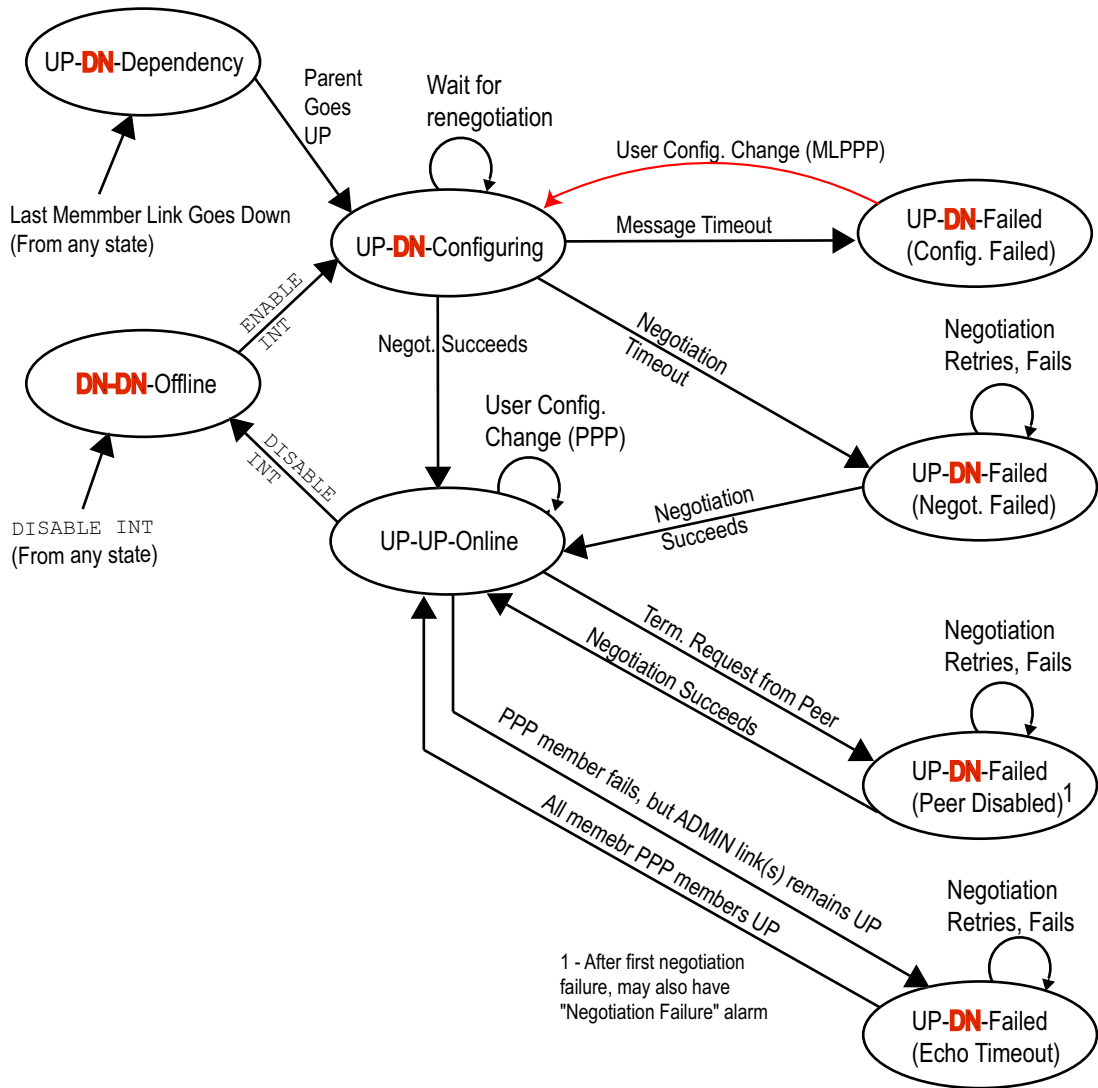 UP-DN-Dependency
Parent
Goes
UP
Wait for
renegotiation
User Config. Change (MLPPP)
Last Memmber Link Goes Down
(From any state)
UP-DN-Configuring
Message Timeout
UP-DN-Failed
(Config. Failed)
ENABLE
INT
Negot. Succeeds
Negotiation
Timeout
Negotiation
Retries, Fails
DN-DN-Offline
DISABLE
INT
User Config.
Change (PPP)
UP-DN-Failed
(Negot. Failed)
DISABLE INT
(From any state)
UP-UP-Online
Negotiation
Succeeds
Term. Request from Peer
Negotiation Succeeds
Negotiation
Retries, Fails
UP-DN-Failed
(Peer Disabled)1
PPP member fails, but ADMIN link(s) remains UP
All memebr PPP members UP
Negotiation
Retries, Fails
1 - After first negotiation
failure, may also have
"Negotiation Failure" alarm
UP-DN-Failed
(Echo Timeout)